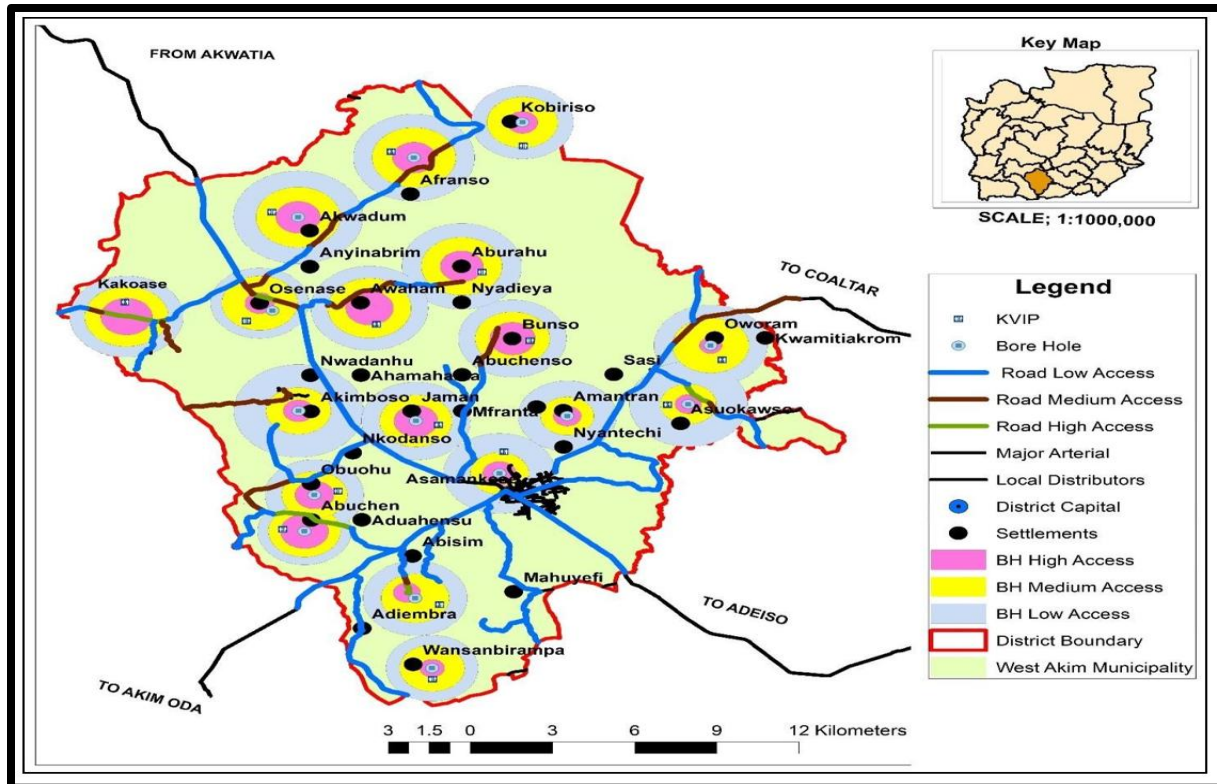 FROM AKWATIA
Key Map
SCALE; 1:1000,000
Kobiriso
Afranso
Akwadum
Anyinabrim
Aburahu
TO COALTAR
Kakoase
Osenase
Awaham
Nyadieya
Bunso
Oworam
Kwamitiakrom
Nwadanhu
Abuchenso
Sasi
Akimboso
Jaman
Mfranta
Amantran
Asuokawso
Nkodanso
Nyantechi
Obuohu
Abuchen
Aduahensu
Abisim
Mahuyefi
Adiembra
TO ADEISO
Wansanbirampa
TO AKIM ODA
Legend
KVIP
Bore Hole
Road Low Access
Road Medium Access
Road High Access
Major Arterial
Local Distributors
District Capital
Settlements
BH High Access
BH Medium Access
BH Low Access
District Boundary
West Akim Municipality
3 1.5 0 3 6 9 12 Kilometers